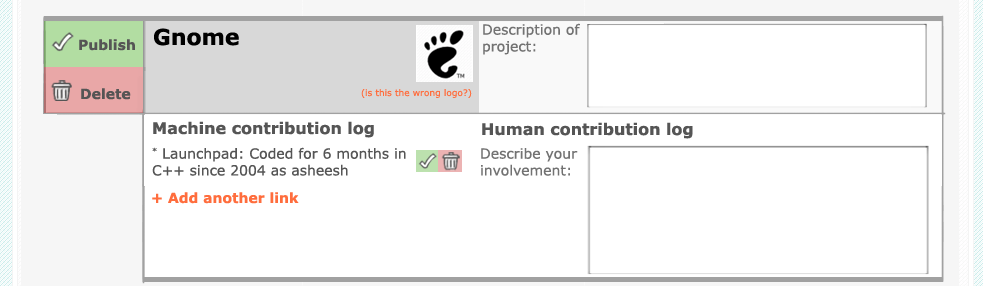 Publish
Delete
Gnome
TM
(is this the wrong logo?)
Description of
project:
Machine contribution log
* Launchpad: Coded for 6 months in
C++ since 2004 as asheesh
+ Add another link
Human contribution log
Describe your
involvement: